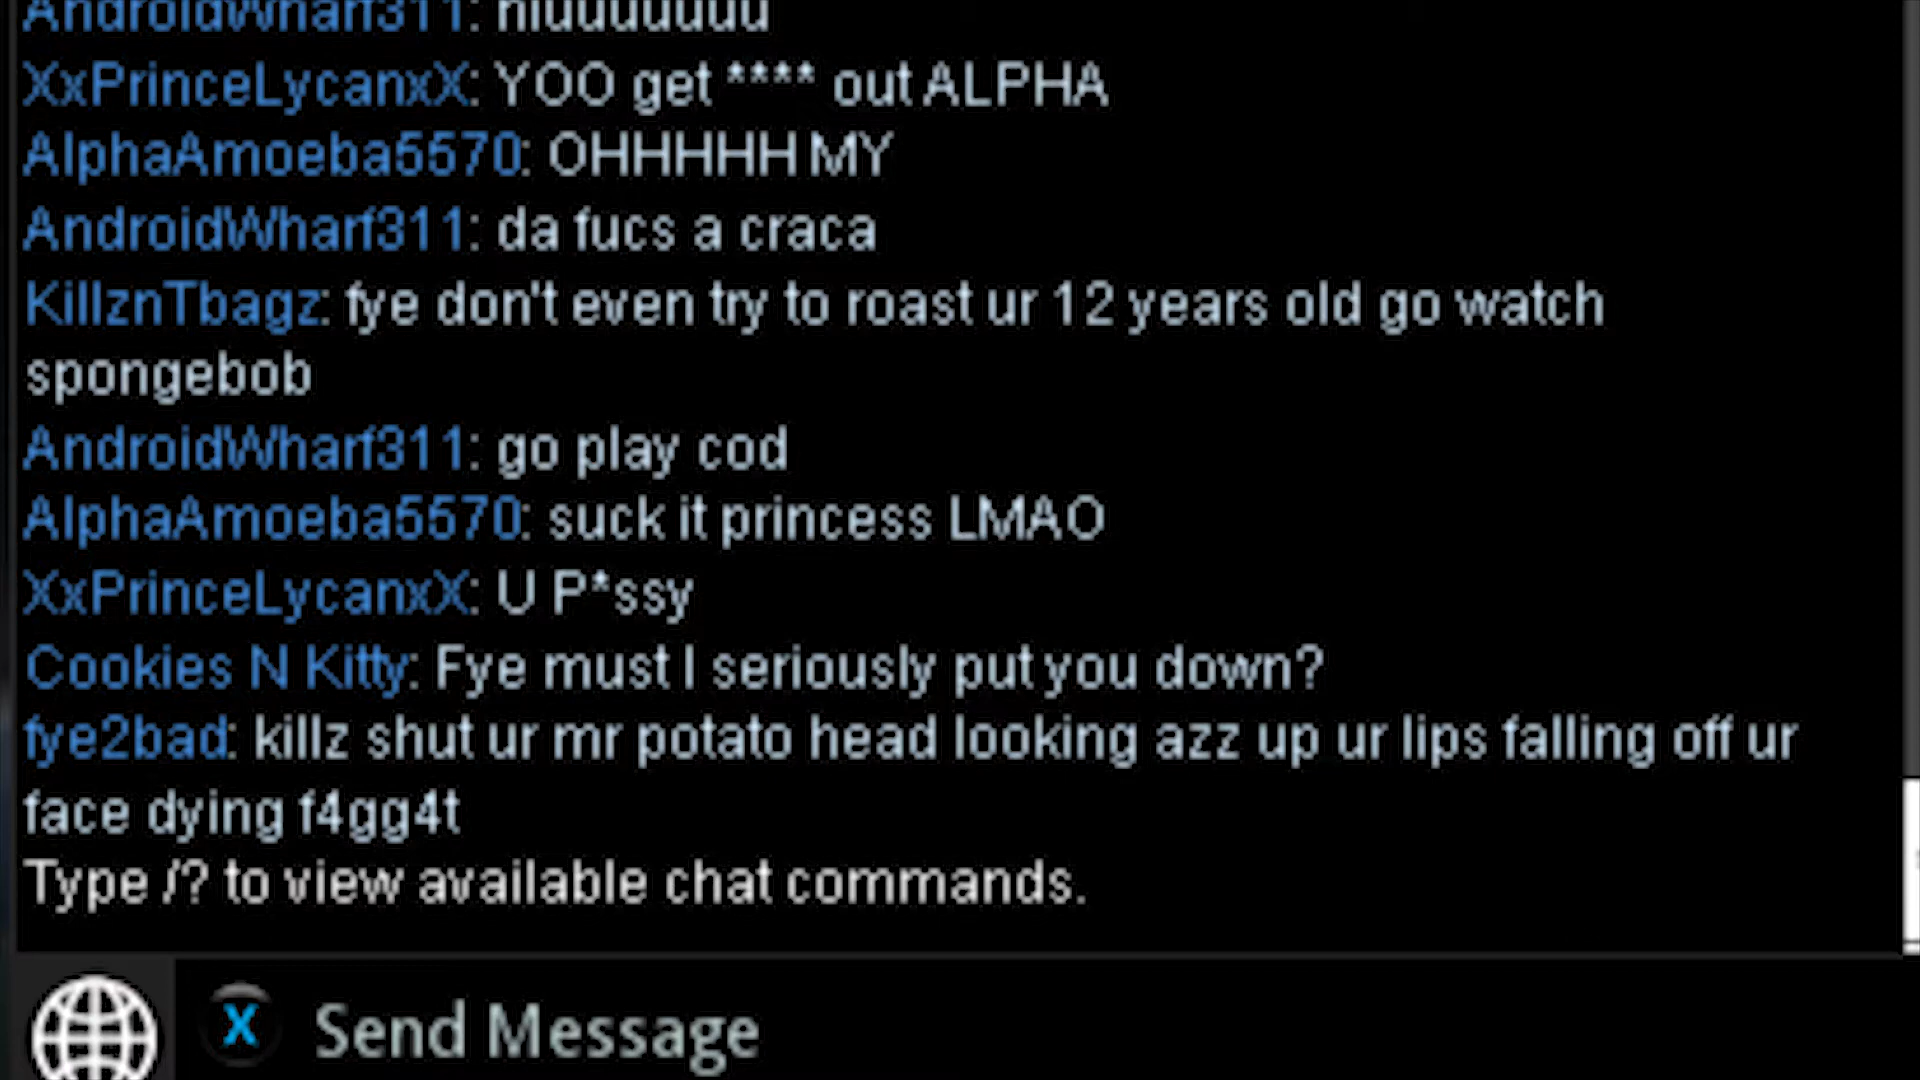 AndroidWharf311:
XxPrinceLycanxX: YOO get **** out ALPHA
AlphaAmoeba5570: OHHHHH MY
AndroidWharf311: da fucs a craca
KillznTbagz: fye don't even try to roast ur 12 years old go watch
spongebob
AndroidWharf311: go play cod
AlphaAmoeba5570: suck it princess LMAO
XxPrinceLycanxX: U P*ssy
Cookies N Kitty: Fye must I seriously put you down?
fye2bad: killz shut ur mr potato head looking azz up ur lips falling off ur
face dying f4gg4t
Type /? to view available chat commands.
X Send Message